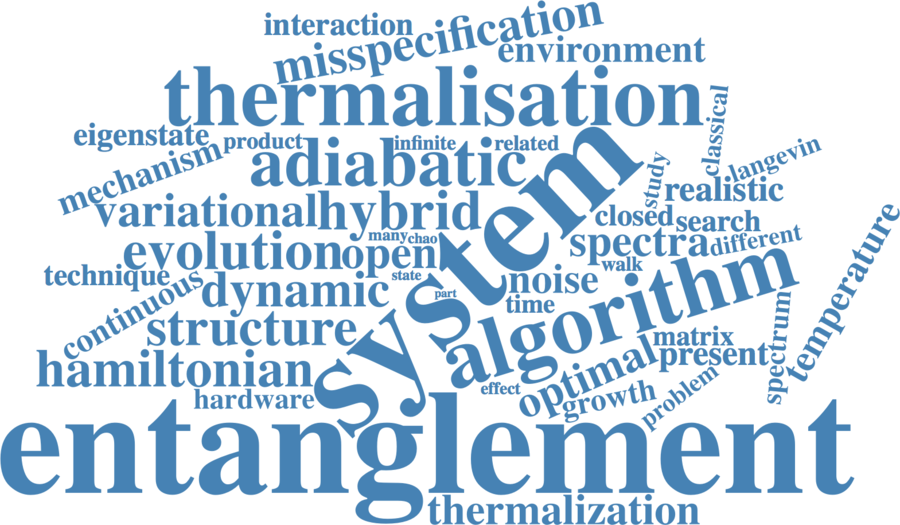 interaction
misspecification
environment
thermalisation
classical
eigenstate
product
infinite
related
mechanism
adiabatic
study
langevin
realistic
variational
hybrid
system
closed
search
temperature
many
chao
evolution
open
spectra
different
walk
technique
state
continuous
dynamic
part
noise
time
algorithm
structure
matrix
spectrum
hamiltonian
present
optimal
effect
growth
problem
hardware
entanglement
thermalization